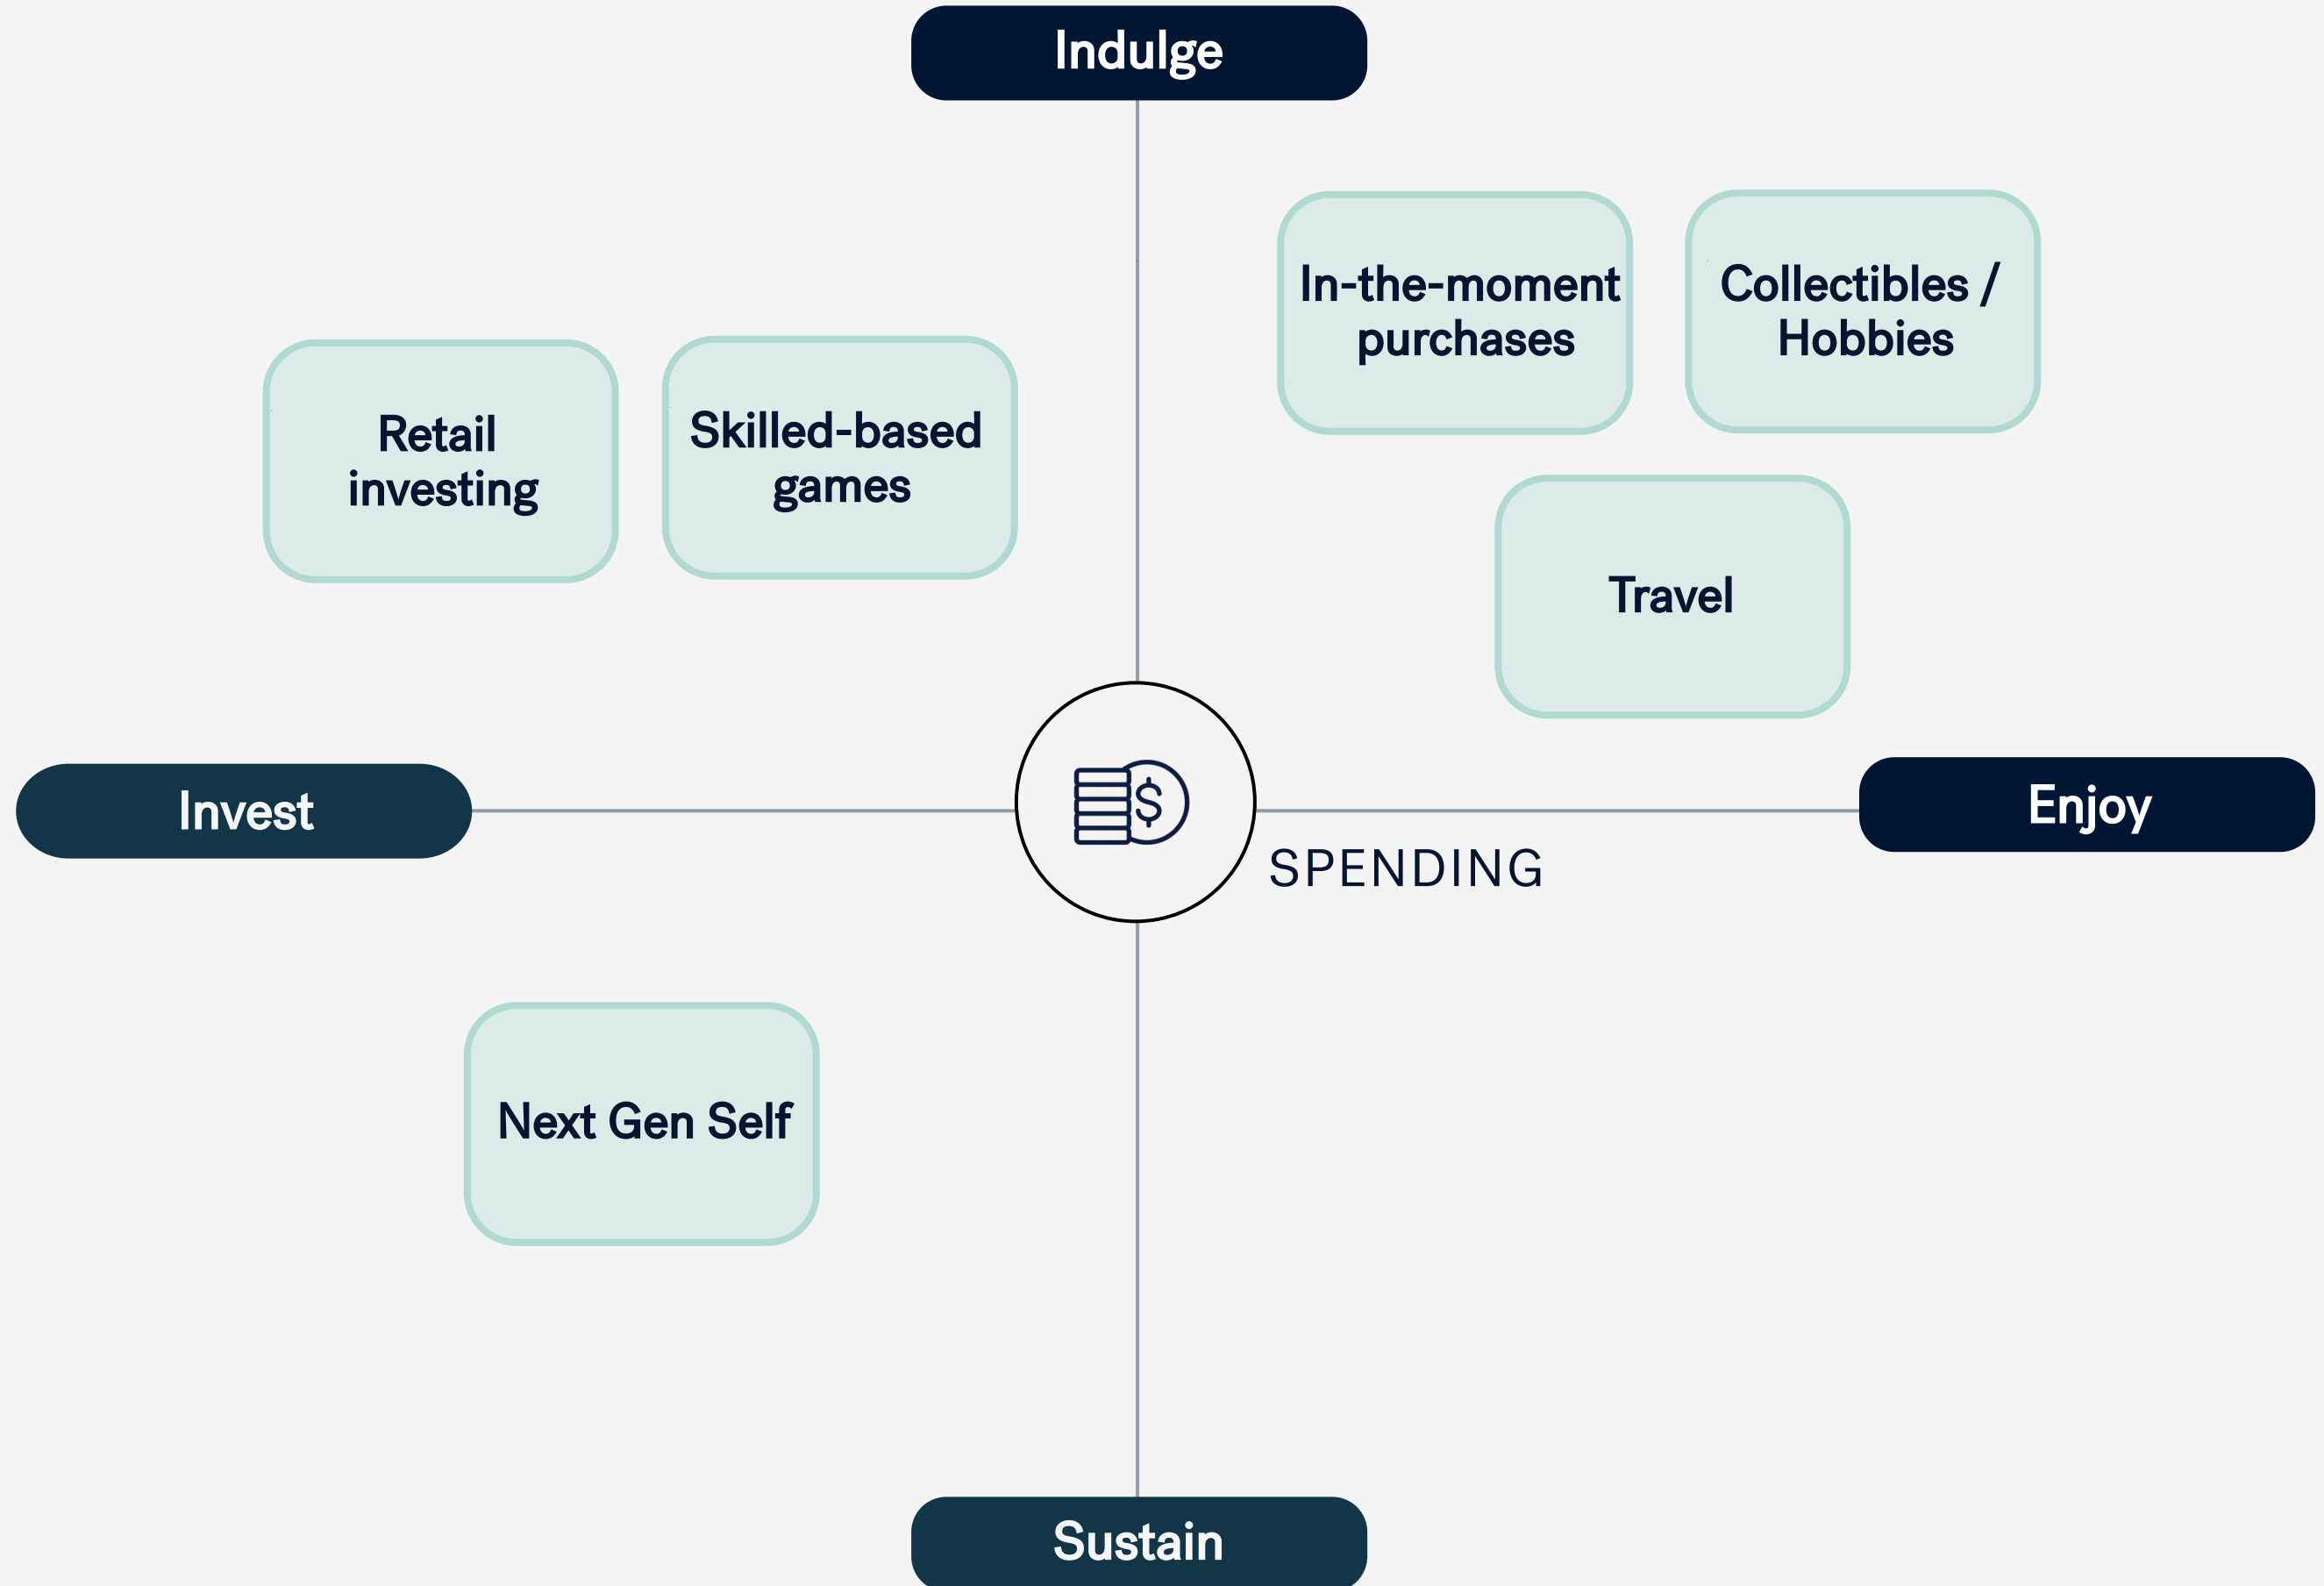 Indulge
In-the-moment
purchases
Collectibles /
Hobbies
Retail
investing
Skilled-based
games
Travel
Invest
$
Enjoy
SPENDING
Next Gen Self
Sustain